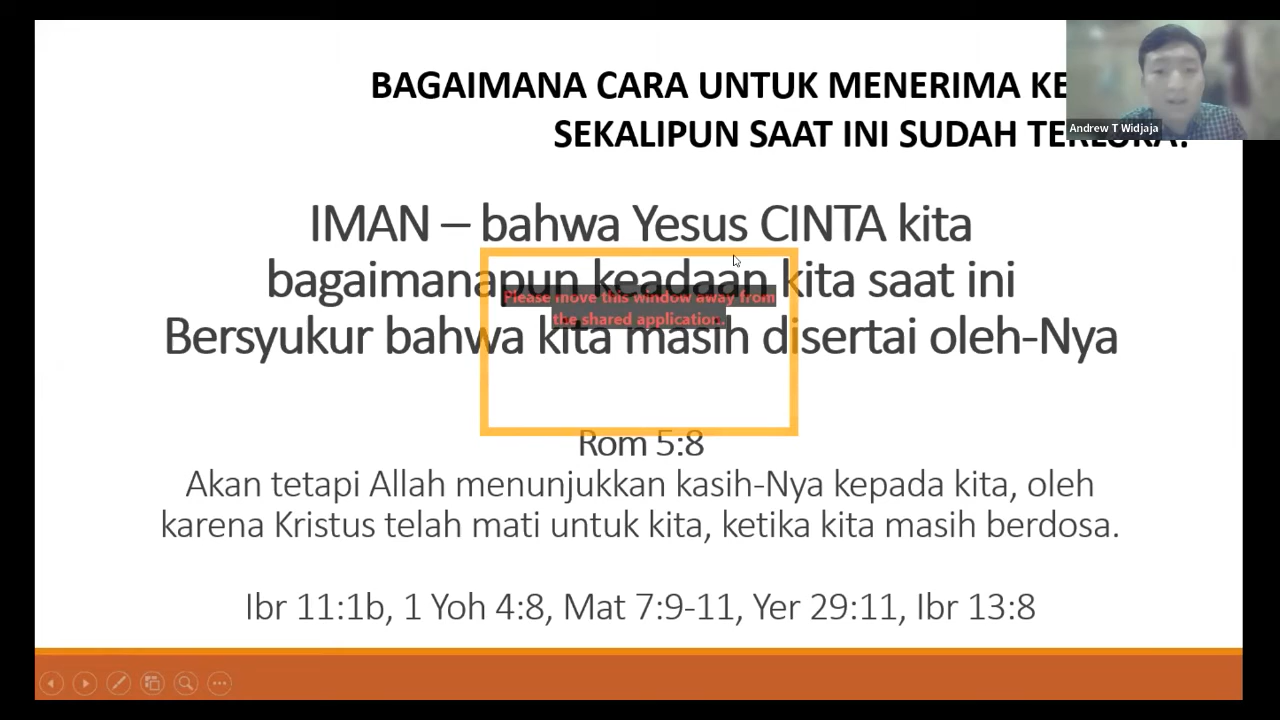 BAGAIMANA CARA UNTUK MENERIMA
SEKALIPUN SAAT INI SUDAH
Andrew T Widjaja
IMAN – bahwa Yesus CINTA kita
bagaimanapun keadaan kita saat ini
Please move this window away from
the shared application.
Bersyukur bahwa kita masih disertai oleh-Nya
Rom 5:8
Akan tetapi Allah menunjukkan kasih-Nya kepada kita, oleh
karena Kristus telah mati untuk kita, ketika kita masih berdosa.
Ibr 11:1b, 1 Yoh 4:8, Mat 7:9-11, Yer 29:11, Ibr 13:8